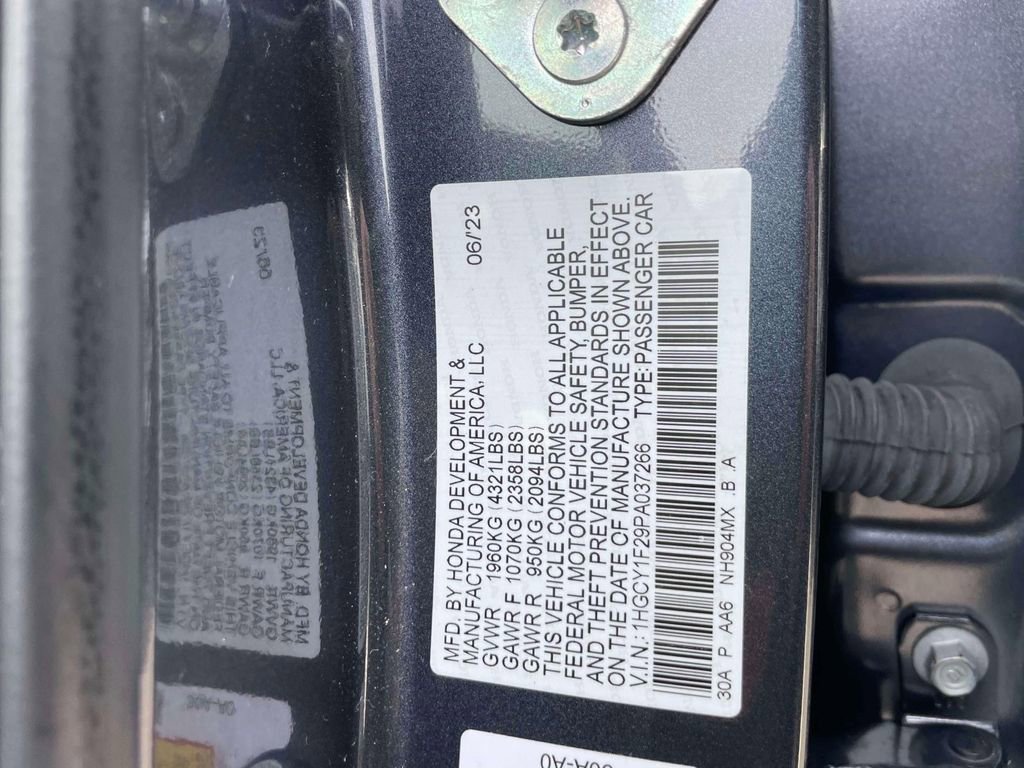 MFD. BY HONDA DEVELOPMENT &
MANUFACTURING OF AMERICA, LLC 06/23
GVWR 1960KG (4321LBS)
GAWR F 1070KG (2358LBS)
GAWR R 950KG (2094LBS)
THIS VEHICLE CONFORMS TO ALL APPLICABLE
FEDERAL MOTOR VEHICLE SAFETY, BUMPER,
AND THEFT PREVENTION STANDARDS IN EFFECT
ON THE DATE OF MANUFACTURE SHOWN ABOVE.
V.I.N.: 1HGCY1F29PA037266 TYPE: PASSENGER CAR
30A P AA6 NH904MX .B A